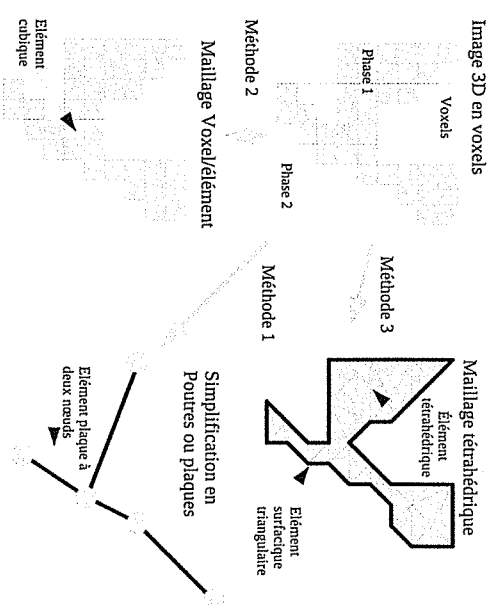 Image 3D en voxels
Voxels
Phase 1
Phase 2
Méthode 3
Maillage tétrahédrique
Élément
tétrahédrique
Elément
surfacique
triangulaire
Méthode 2
Méthode 1
Maillage Voxel/élément
Elément
cubique
Simplification en
Poutres ou plaques
Elément plaque à
deux nœuds